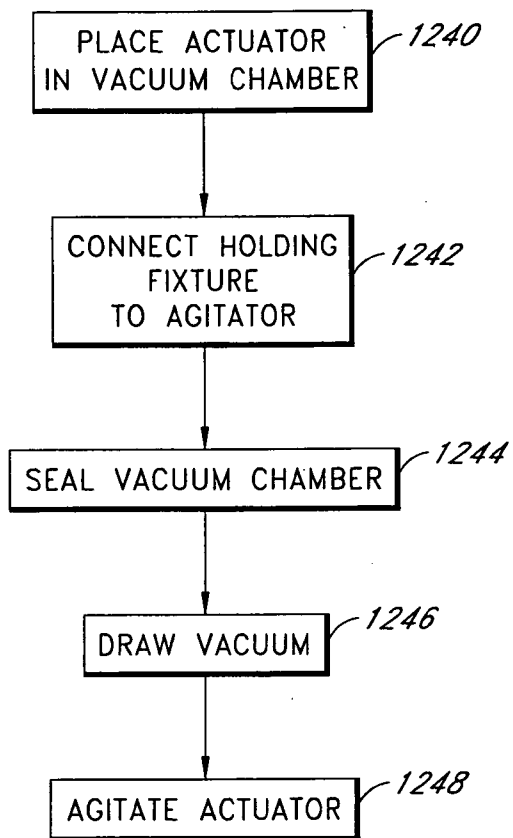 PLACE ACTUATOR
IN VACUUM CHAMBER
1240
CONNECT HOLDING
FIXTURE
TO AGITATOR
1242
SEAL VACUUM CHAMBER
1244
DRAW VACUUM
1246
AGITATE ACTUATOR
1248